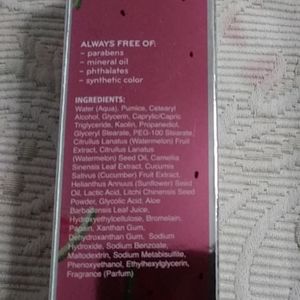 ALWAYS FREE OF:
- parabens
- mineral oil
- phthalates
- synthetic color
INGREDIENTS:
Water (Aqua), Pumice, Cetearyl
Alcohol, Glycerin, Caprylic/Capric
Triglyceride, Kaolin, Propanediol,
Glyceryl Stearate, PEG-100 Stearate,
Citrullus Lanatus (Watermelon) Fruit
Extract, Citrullus Lanatus
(Watermelon) Seed Oil, Camellia
Sinensis Leaf Extract, Cucumis
Sativus (Cucumber) Fruit Extract,
Helianthus Annuus (Sunflower) Seed
Oil, Lactic Acid, Litchi Chinensis Seed
Powder, Glycolic Acid, Aloe
Barbadensis Leaf Juice,
Hydroxyethylcellulose, Bromelain,
Papain, Xanthan Gum,
Dehydroxanthan Gum, Sodium
Hydroxide, Sodium Benzoate,
Maltodextrin, Sodium Metabisulfite,
Phenoxyethanol, Ethylhexylglycerin,
Fragrance (Parfum)